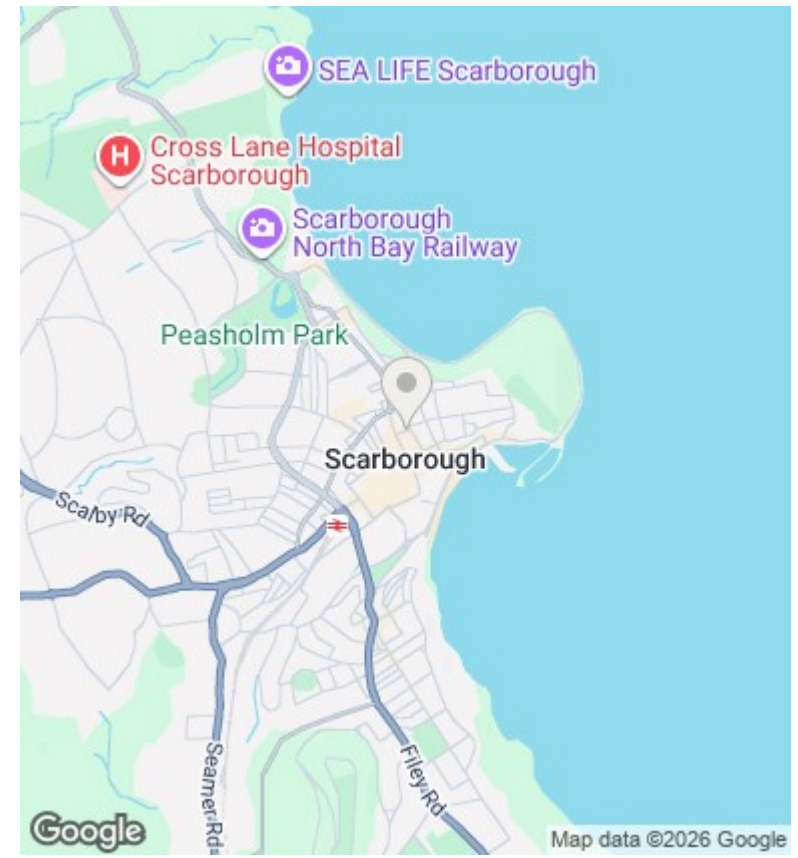 SEA LIFE Scarborough
H
Cross Lane Hospital
Scarborough
Scarborough
North Bay Railway
Peasholm Park
Scarborough
Scalby Rd
Seamer Rd
Filey Rd
Google
Map data ©2026 Google